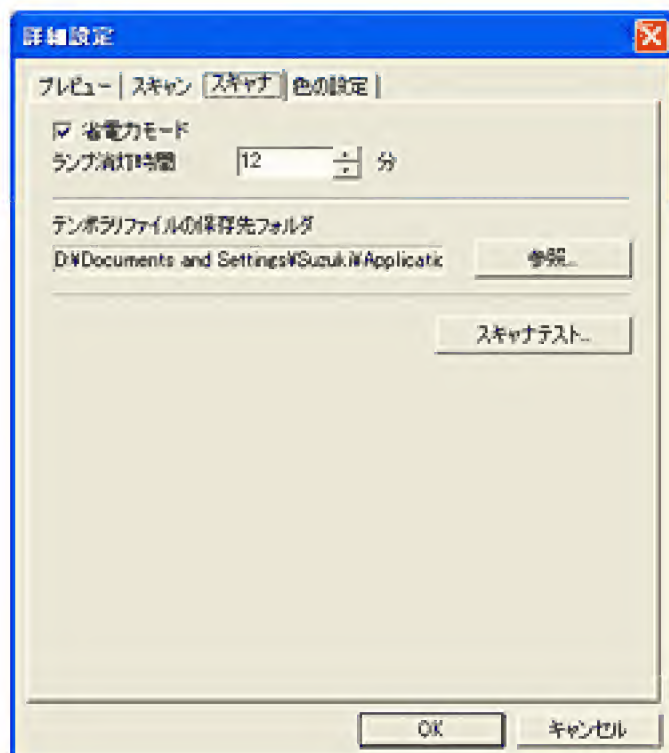 詳細設定
プレビュー スキャン スキャナ 色の設定
省電力モード
ランプ消灯時間 12 分
テンポラリファイルの保存先フォルダ
D¥Documents and Settings¥Suzuki¥Applicatic 参照...
スキャナテスト...
OK キャンセル